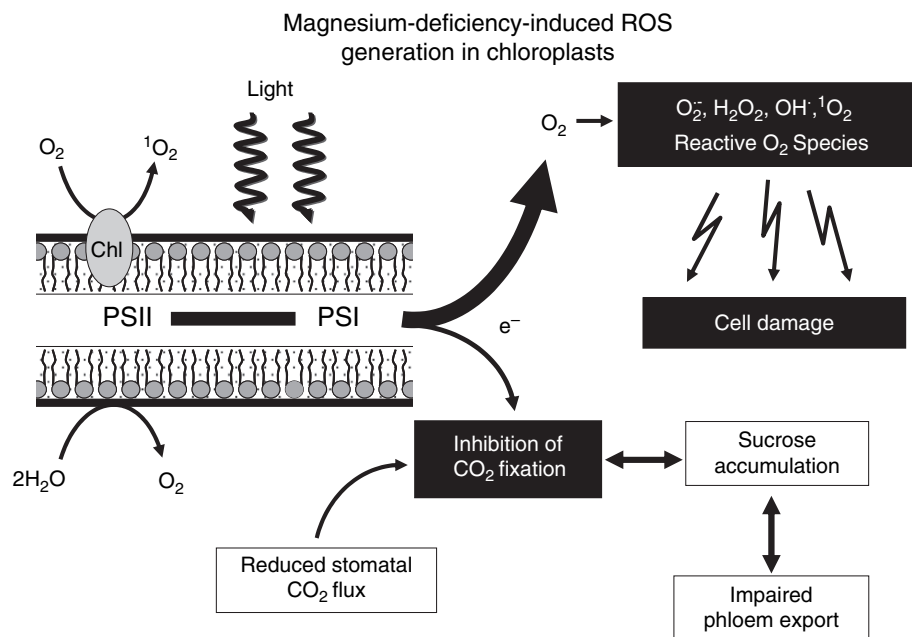 Magnesium-deficiency-induced ROS
generation in chloroplasts
Light
O₂
¹O₂
Chl
PSII
PSI
2H₂O
O₂
e⁻
O₂
O₂·⁻, H₂O₂, OH·, ¹O₂
Reactive O₂ Species
Cell damage
Inhibition of
CO₂ fixation
Sucrose
accumulation
Reduced stomatal
CO₂ flux
Impaired
phloem export